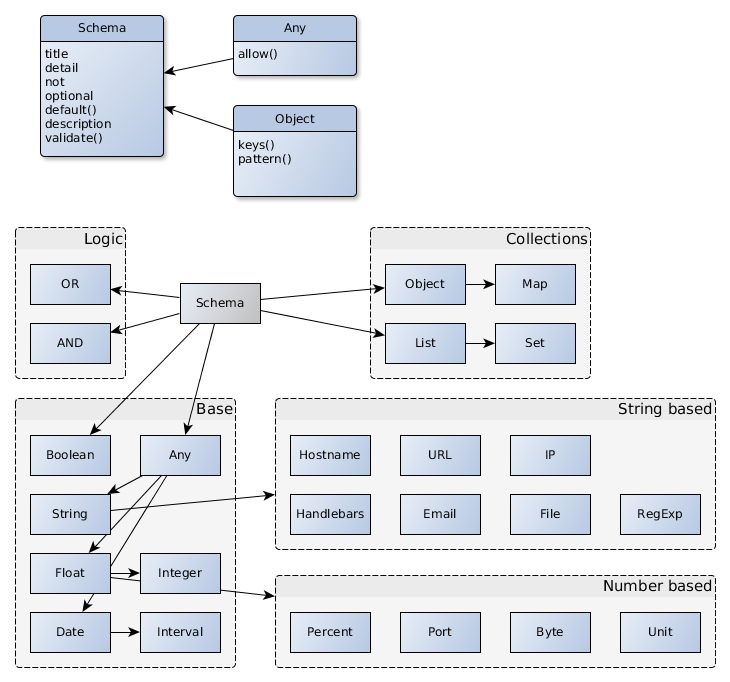 Schema
title
detail
not
optional
default()
description
validate()
Any
allow()
Object
keys()
pattern()
Logic
OR
AND
Schema
Collections
Object
Map
List
Set
Base
Boolean
Any
String
Float
Integer
Date
Interval
String based
Hostname
URL
IP
Handlebars
Email
File
RegExp
Number based
Percent
Port
Byte
Unit